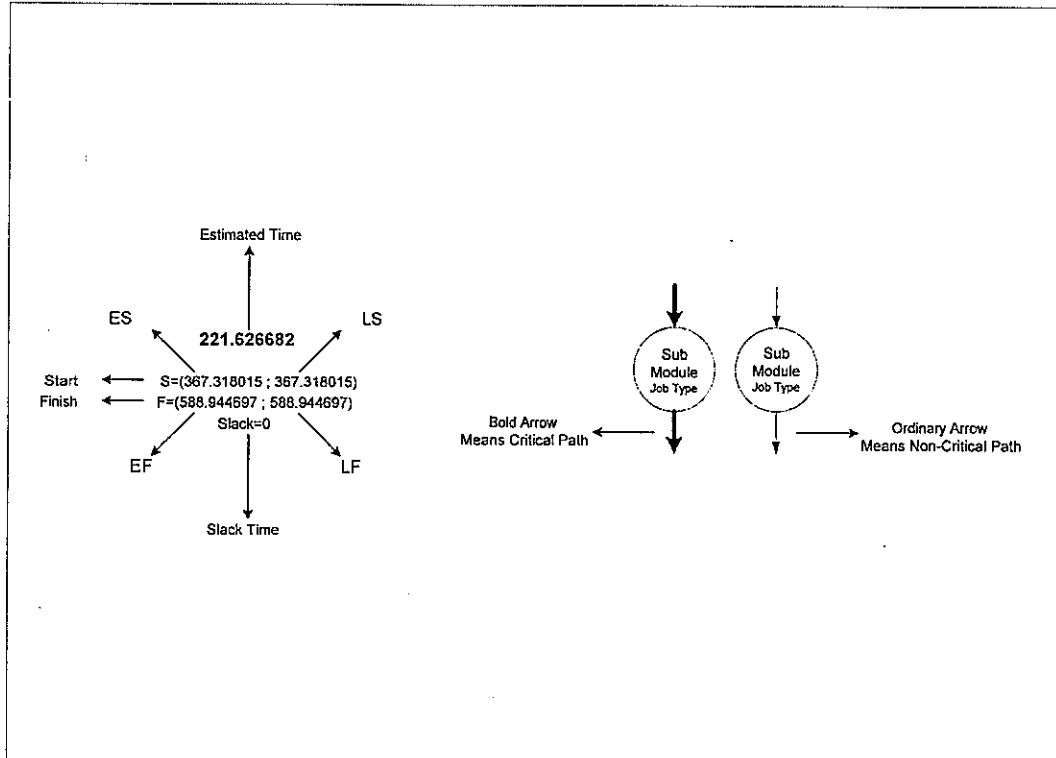 Estimated Time
ES
LS
221.626682
Start
S=(367.318015 ; 367.318015)
Finish
F=(588.944697 ; 588.944697)
Slack=0
EF
LF
Slack Time
Sub
Module
Job Type
Sub
Module
Job Type
Bold Arrow
Means Critical Path
Ordinary Arrow
Means Non-Critical Path